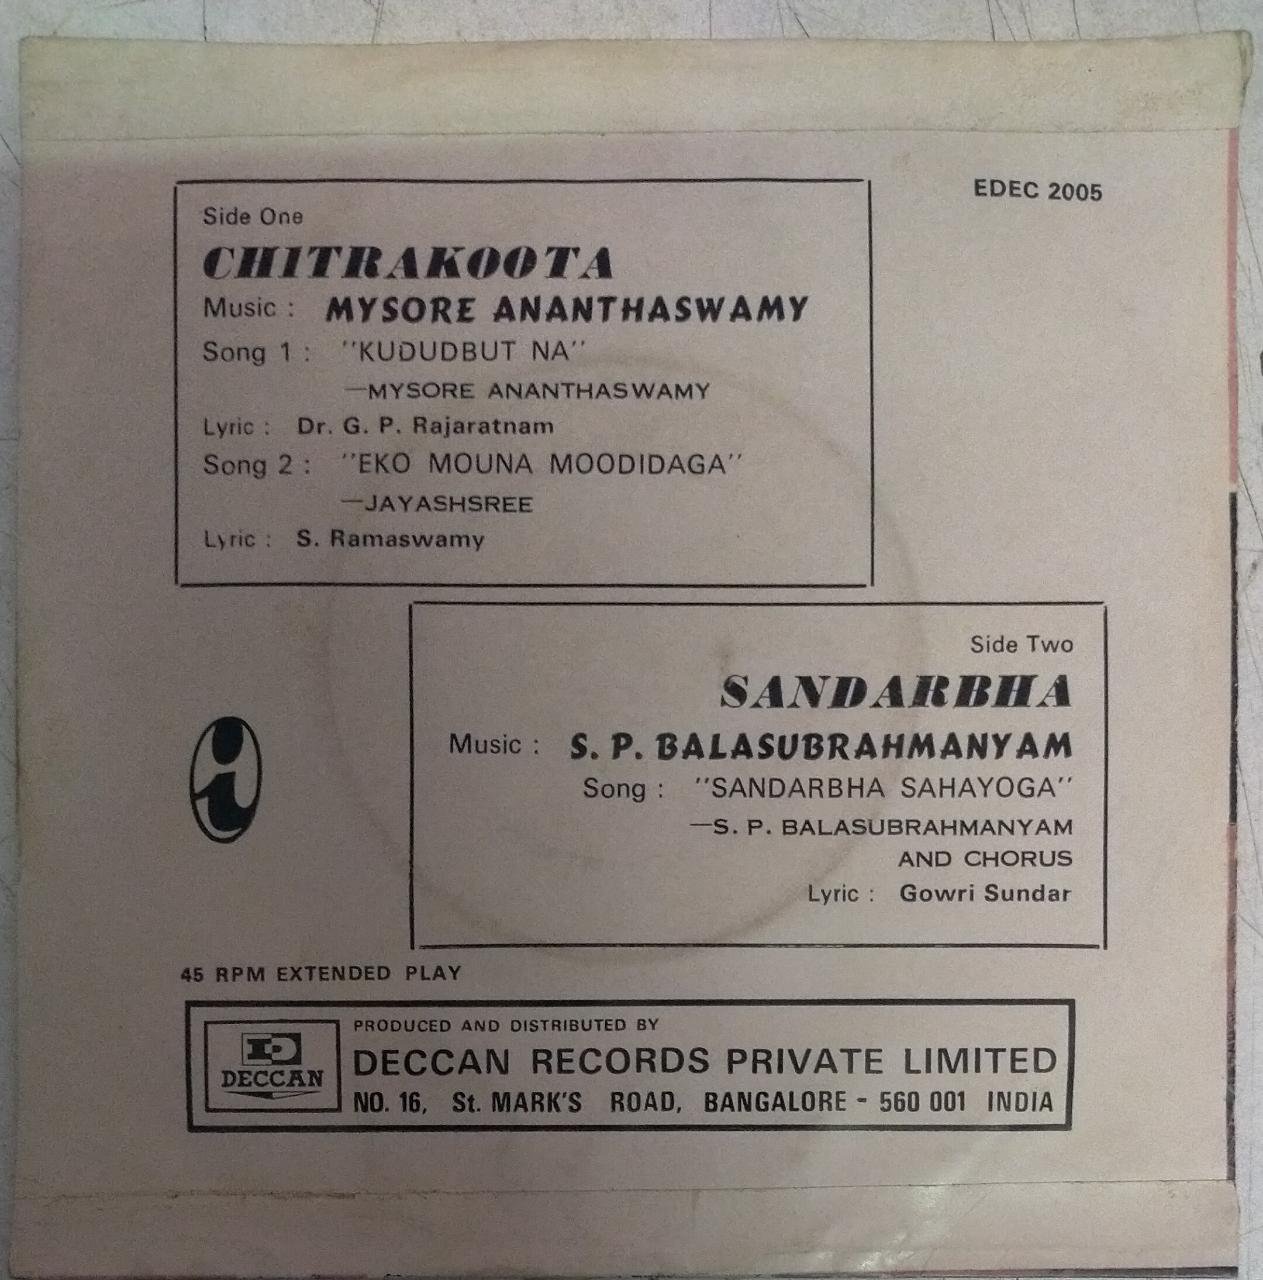 EDEC 2005
Side One
CHITRAKOOTA
Music : MYSORE ANANTHASWAMY
Song 1 : "KUDUDBUT NA"
—MYSORE ANANTHASWAMY
Lyric : Dr. G. P. Rajaratnam
Song 2 : "EKO MOUNA MOODIDAGA"
—JAYASHSREE
Lyric : S. Ramaswamy
Side Two
SANDARBHA
Music : S. P. BALASUBRAHMANYAM
Song : "SANDARBHA SAHAYOGA"
—S. P. BALASUBRAHMANYAM
AND CHORUS
Lyric : Gowri Sundar
i
45 RPM EXTENDED PLAY
D
DECCAN
PRODUCED AND DISTRIBUTED BY
DECCAN RECORDS PRIVATE LIMITED
NO. 16, St. MARK'S ROAD, BANGALORE - 560 001 INDIA